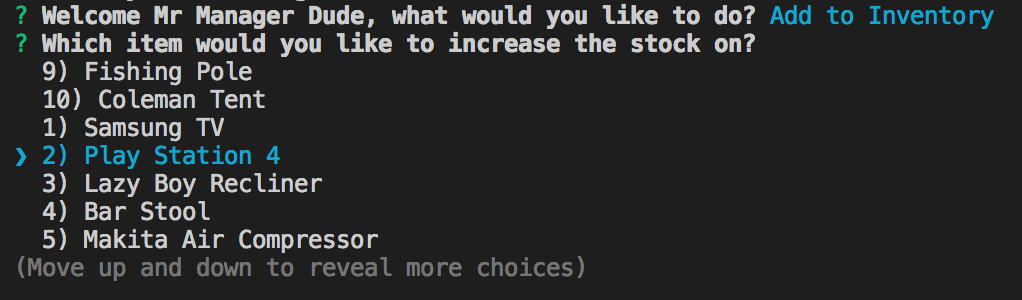 ? Welcome Mr Manager Dude, what would you like to do? Add to Inventory
? Which item would you like to increase the stock on?
9) Fishing Pole
10) Coleman Tent
1) Samsung TV
❯ 2) Play Station 4
3) Lazy Boy Recliner
4) Bar Stool
5) Makita Air Compressor
(Move up and down to reveal more choices)